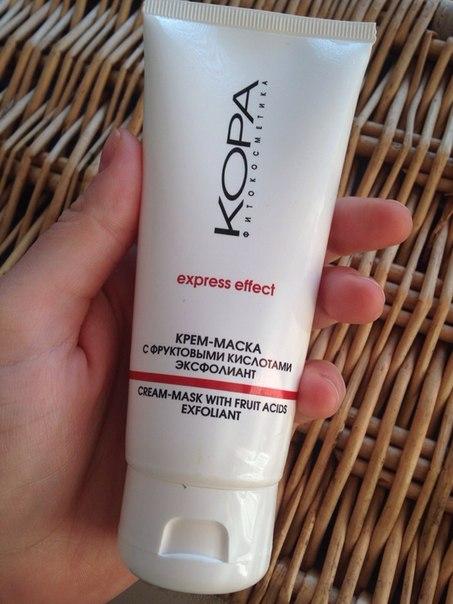 КОРА
ФИТОКОСМЕТИКА
express effect
КРЕМ-МАСКА
С ФРУКТОВЫМИ КИСЛОТАМИ
ЭКСФОЛИАНТ
CREAM-MASK WITH FRUIT ACIDS
EXFOLIANT